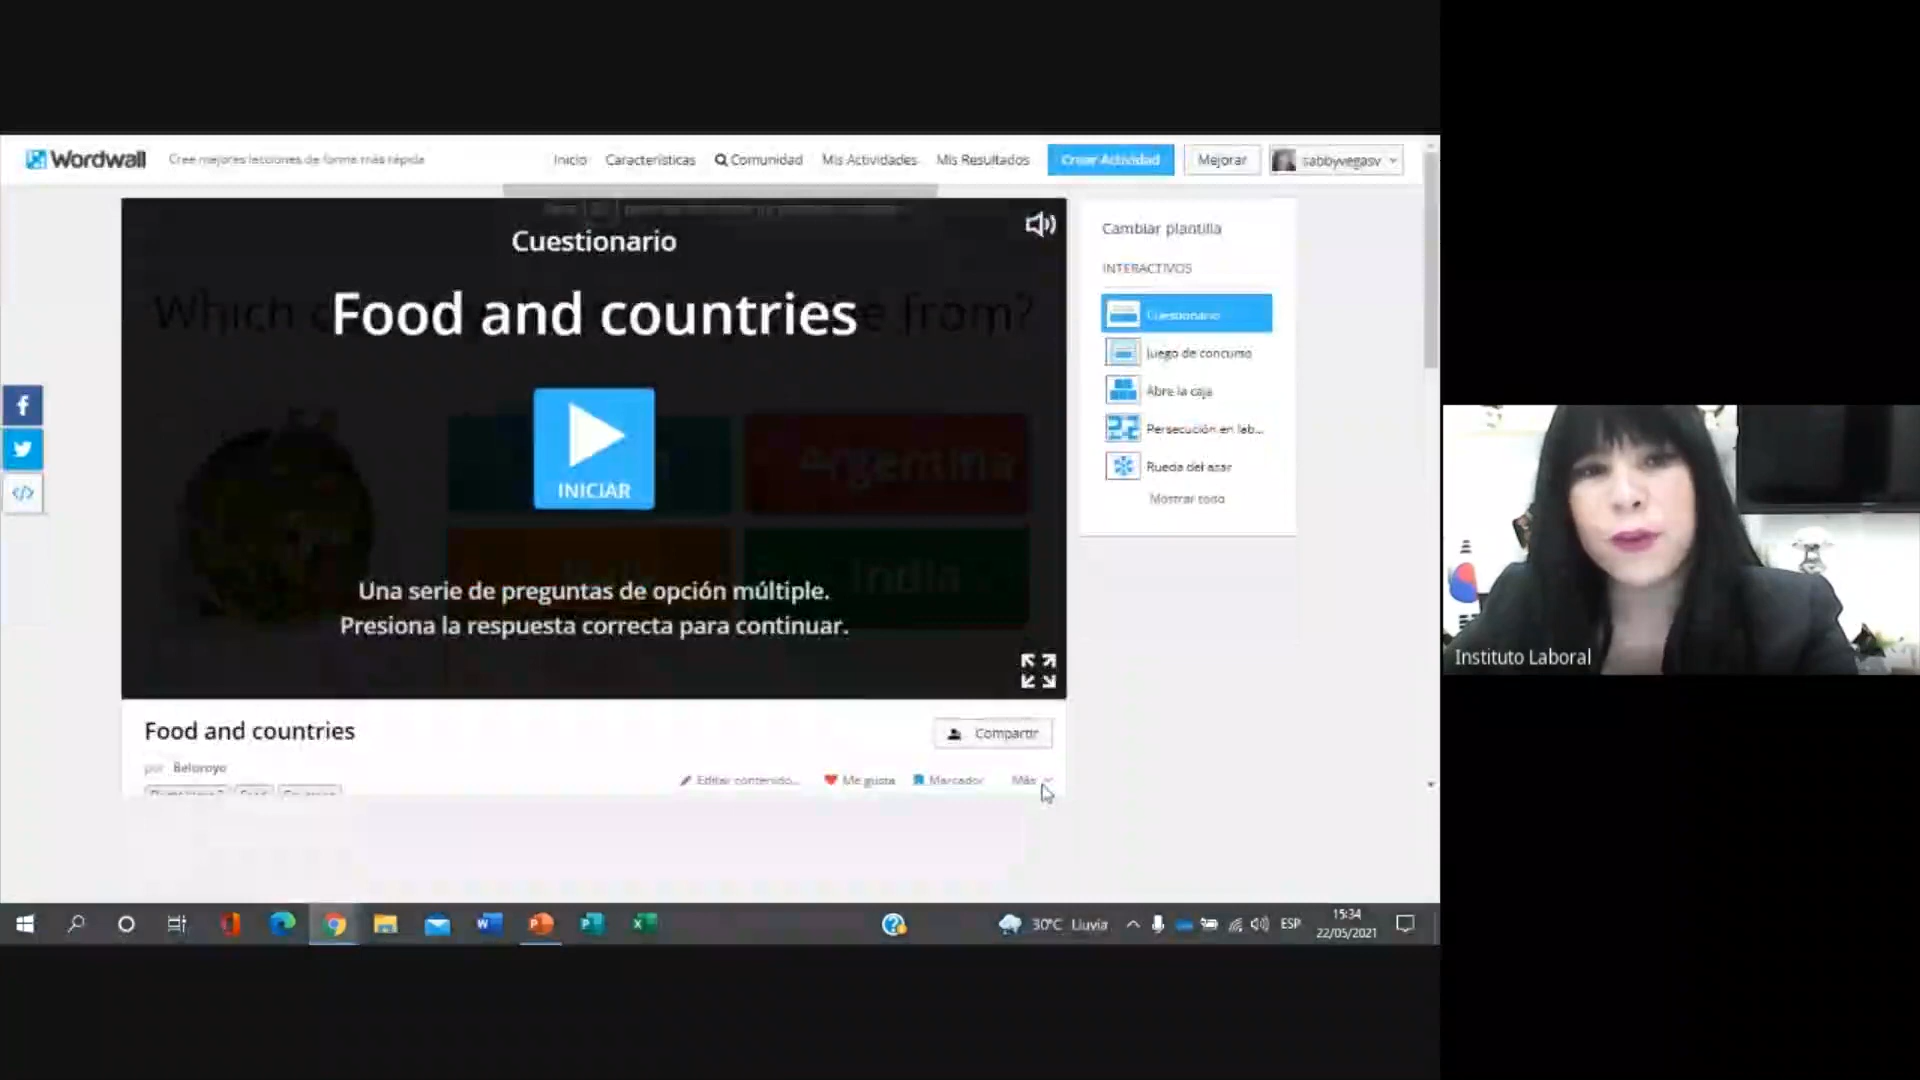 Wordwall
Cree mejores lecciones de forma más rápida
Inicio
Características
Comunidad
Mis Actividades
Mis Resultados
Crear Actividad
Mejorar
sabbyvegasv
Cuestionario
Food and countries
Which from?
Argentina
India
INICIAR
Una serie de preguntas de opción múltiple.
Presiona la respuesta correcta para continuar.
Cambiar plantilla
INTERACTIVOS
Cuestionario
Juego de concurso
Abre la caja
Persecución en lab...
Rueda del azar
Mostrar todo
Food and countries
Compartir
por Beloroyo
Editar contenido...
Me gusta
Marcador
Más
Instituto Laboral
30°C Lluvia
ESP
15:34
22/05/2021